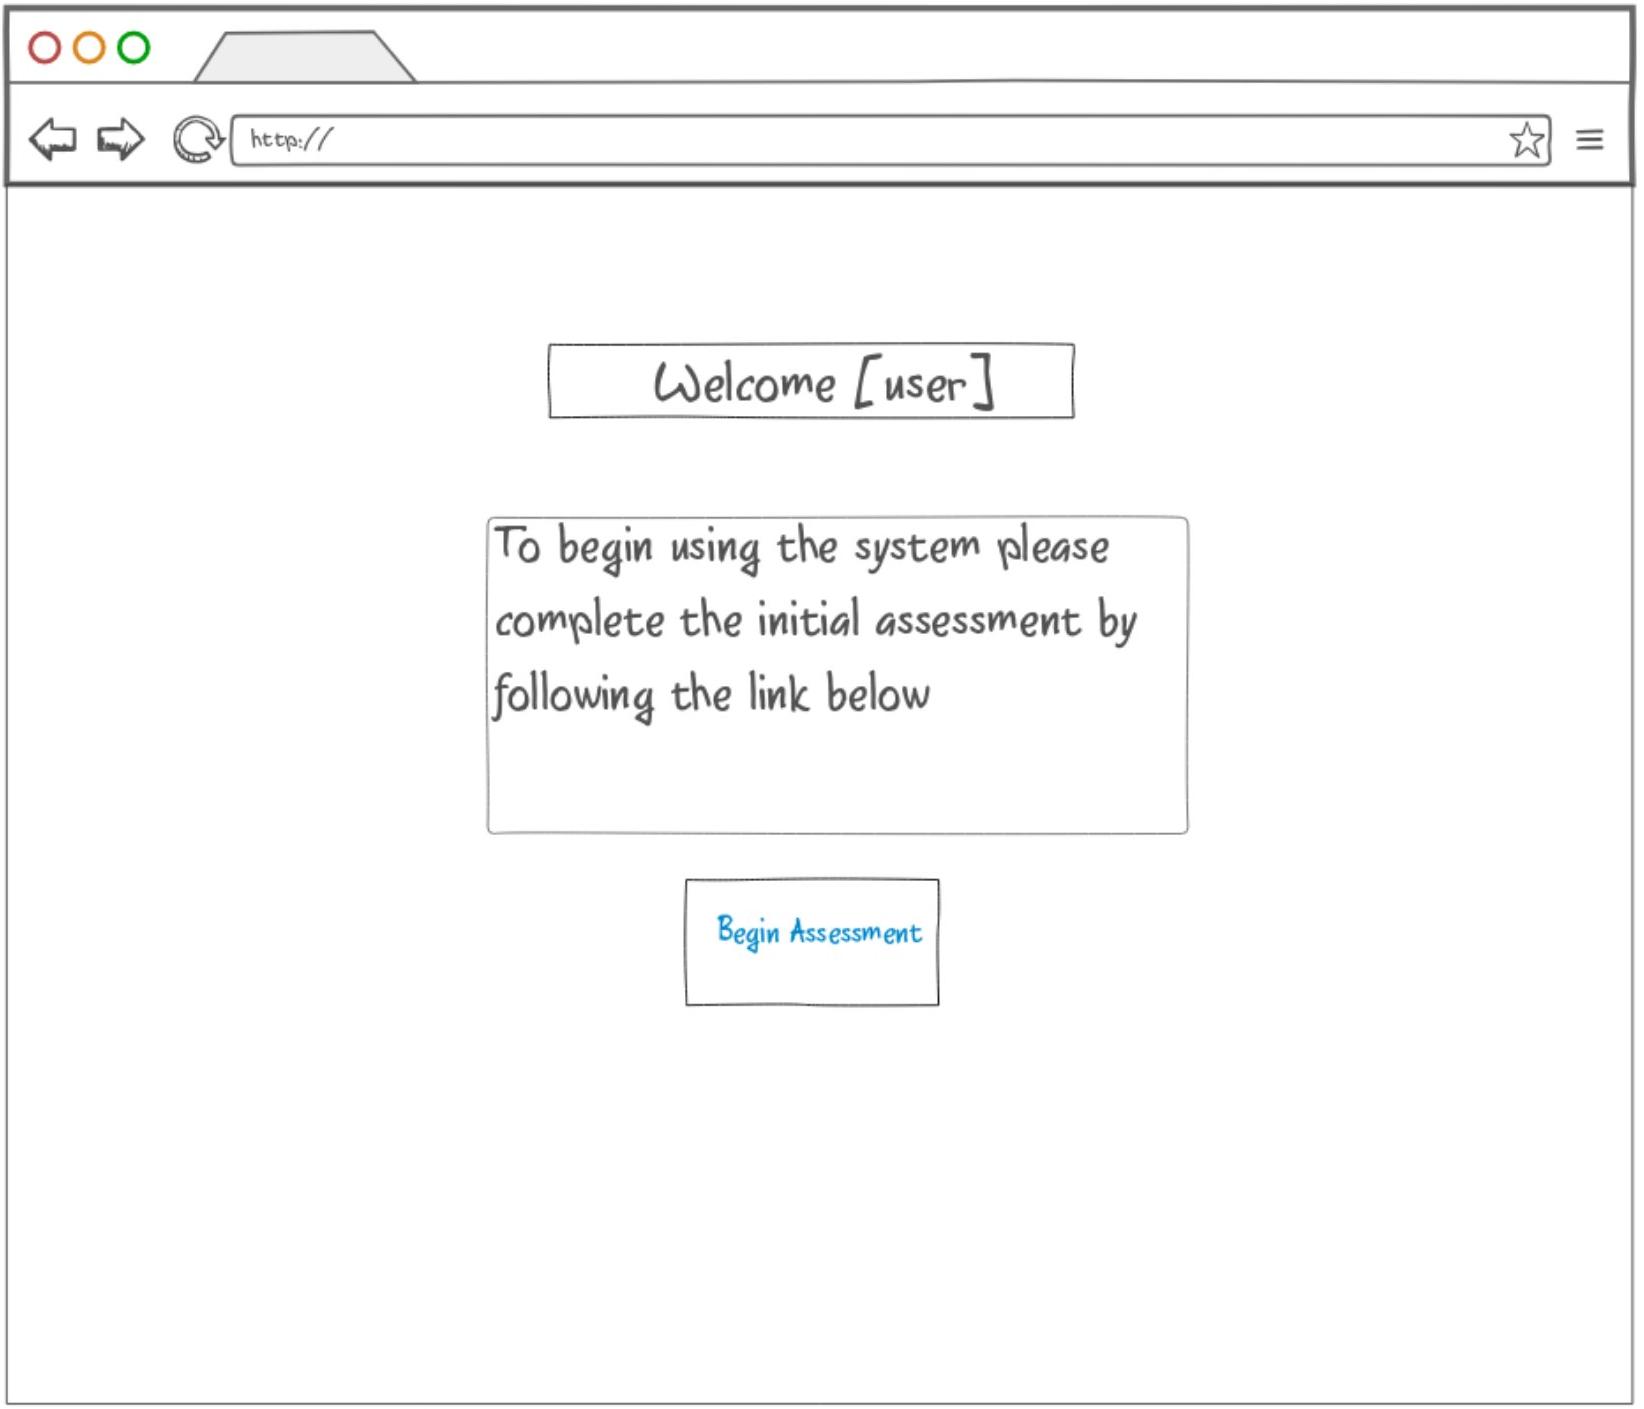 http://
Welcome [user]
To begin using the system please
complete the initial assessment by
following the link below
Begin Assessment